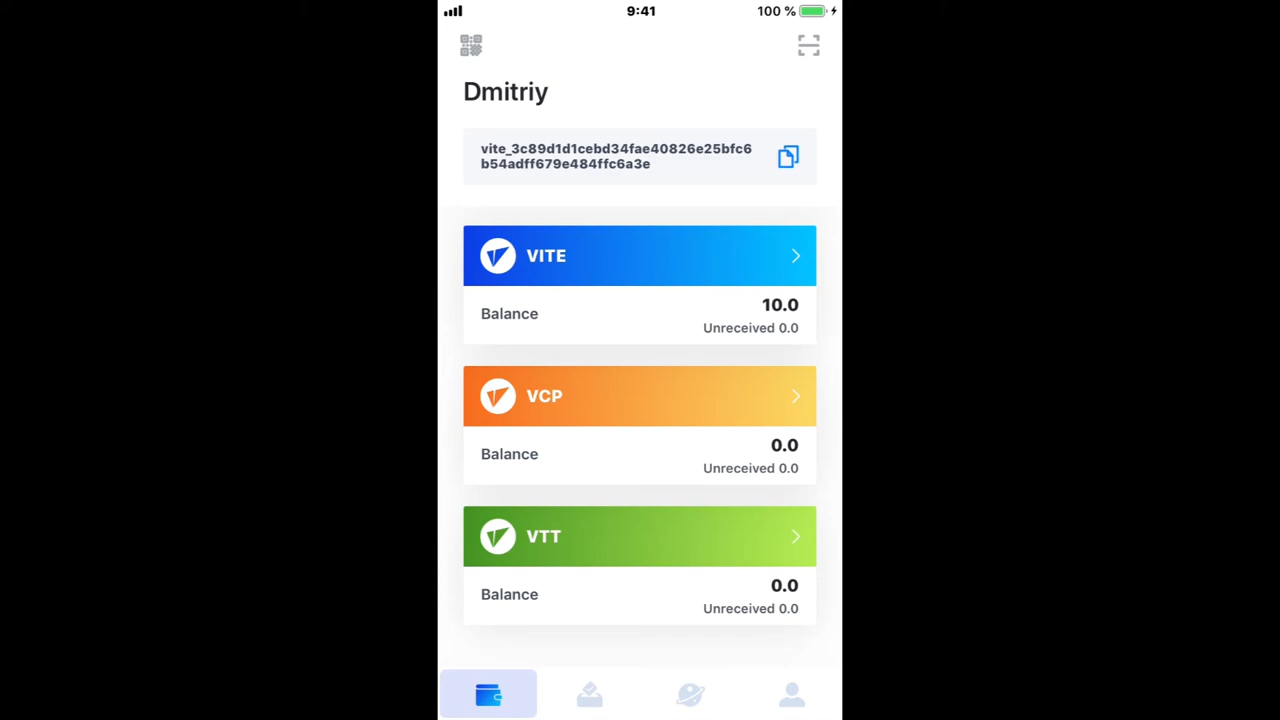 9:41
100 %
Dmitriy
vite_3c89d1d1cebd34fae40826e25bfc6
b54adff679e484ffc6a3e
VITE
Balance
10.0
Unreceived 0.0
VCP
Balance
0.0
Unreceived 0.0
VTT
Balance
0.0
Unreceived 0.0